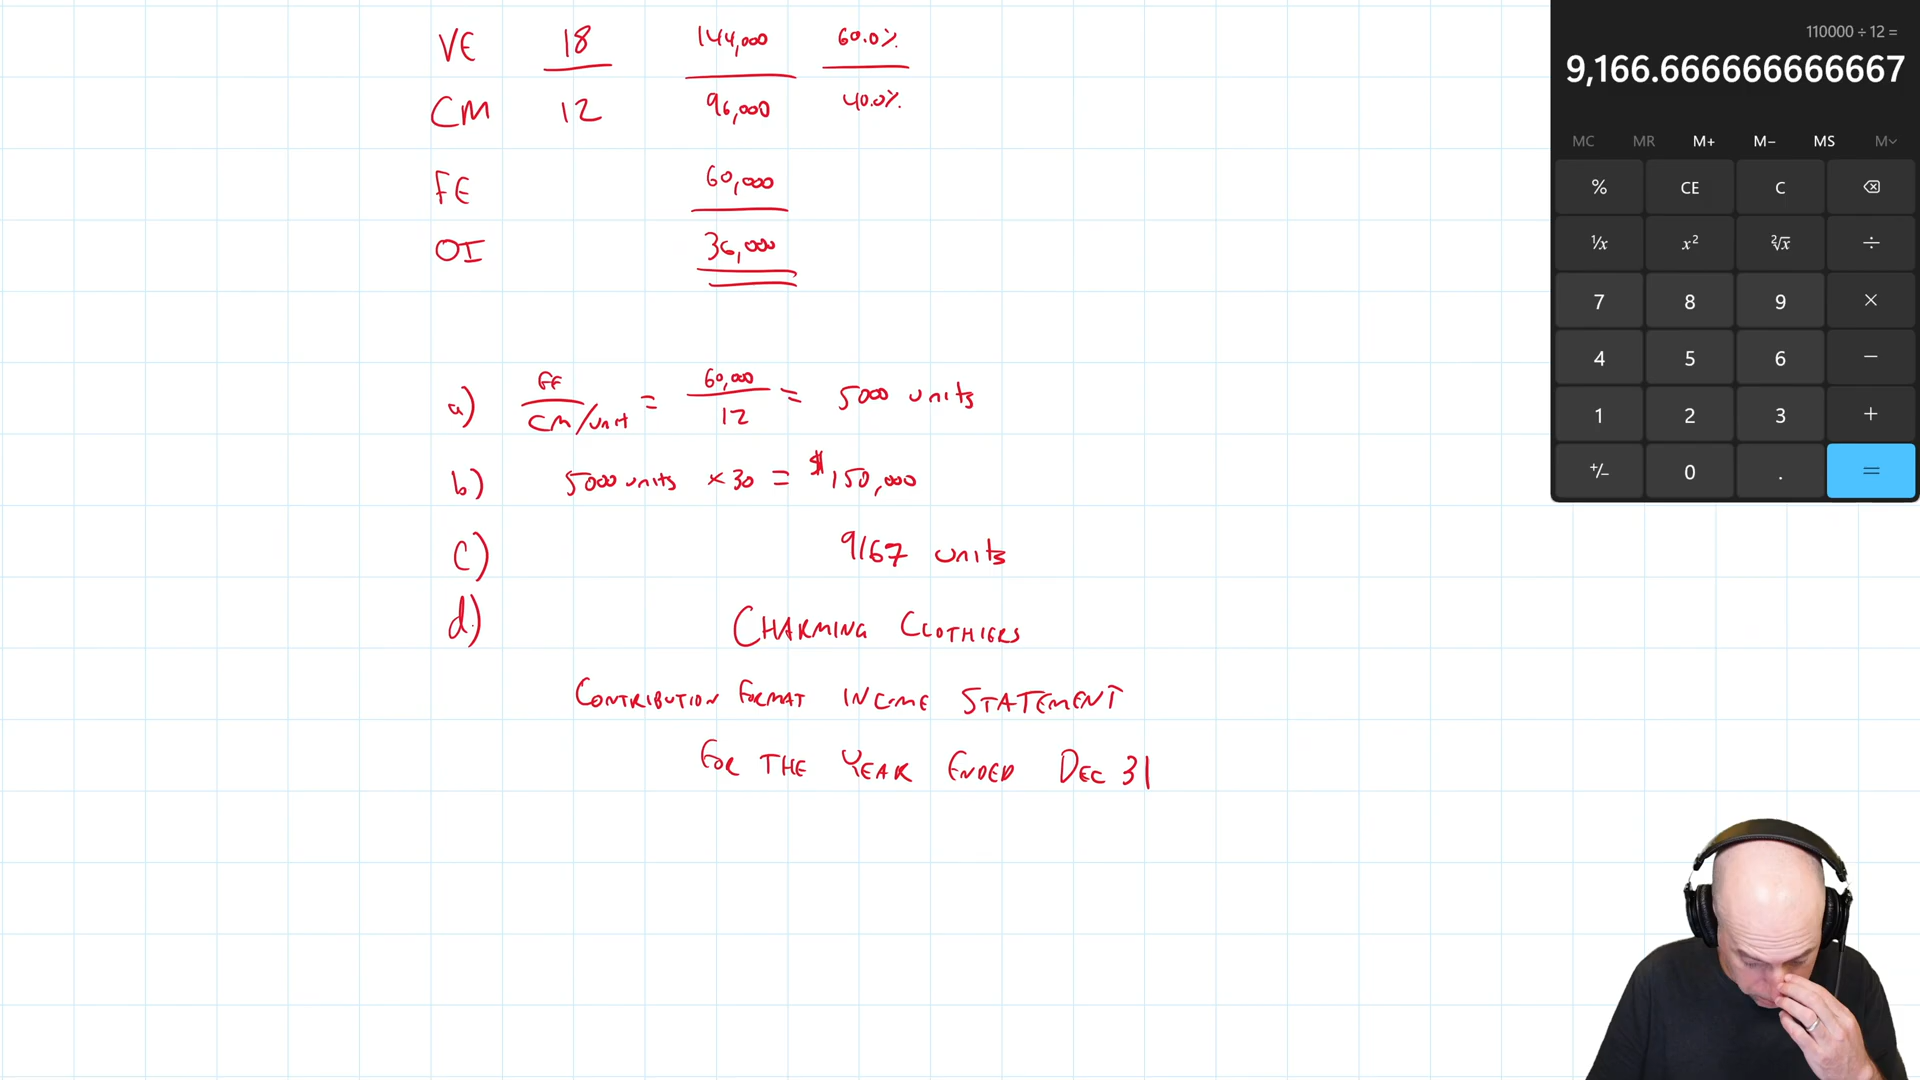 VE 18 144,000 60.0%
CM 12 96,000 40.0%
FE 60,000
OI 36,000
a) FE / CM/unit = 60,000 / 12 = 5000 units
b) 5000 units × 30 = $150,000
c) 9167 units
d) CHARMING CLOTHIERS
CONTRIBUTION FORMAT INCOME STATEMENT
FOR THE YEAR ENDED DEC 31
110000 ÷ 12 =
9,166.666666666667
MC MR M+ M− MS M˅
% CE C ⌫
¹/x x² ²√x ÷
7 8 9 ×
4 5 6 −
1 2 3 +
+/− 0 . =